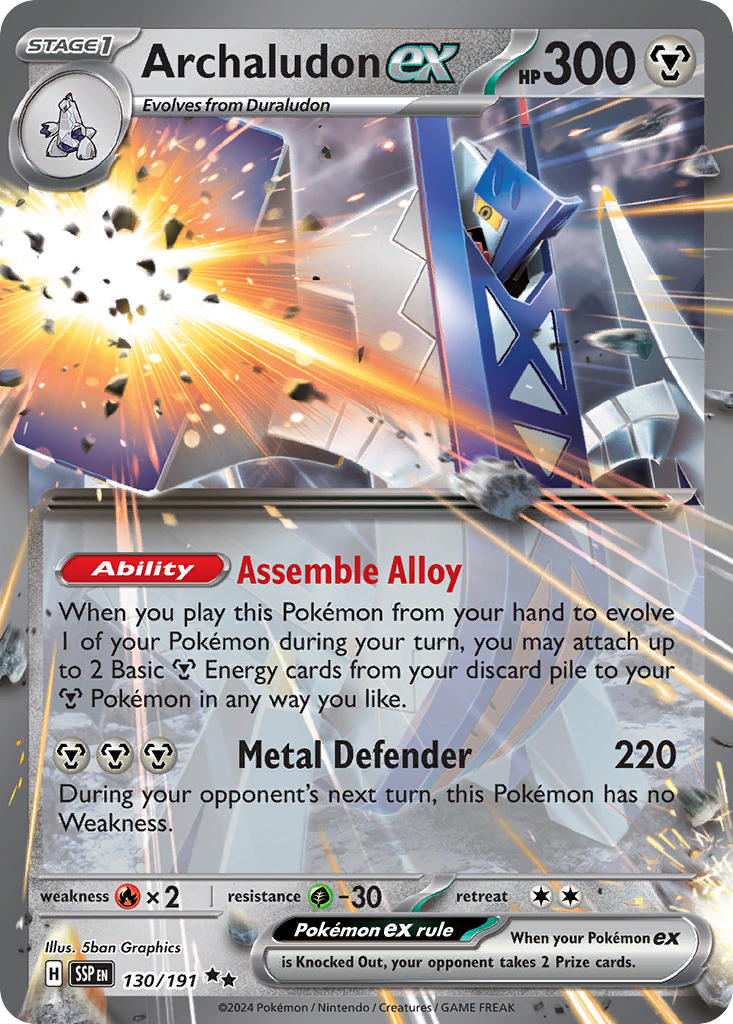 STAGE1
Archaludon ex
HP 300
Evolves from Duraludon
Ability Assemble Alloy
When you play this Pokémon from your hand to evolve
1 of your Pokémon during your turn, you may attach up
to 2 Basic Energy cards from your discard pile to your
Pokémon in any way you like.
Metal Defender 220
During your opponent's next turn, this Pokémon has no
Weakness.
weakness ×2 resistance -30 retreat
Illus. 5ban Graphics
Pokémon ex rule
When your Pokémon ex
is Knocked Out, your opponent takes 2 Prize cards.
H SSP EN 130/191 ★★
©2024 Pokémon / Nintendo / Creatures / GAME FREAK